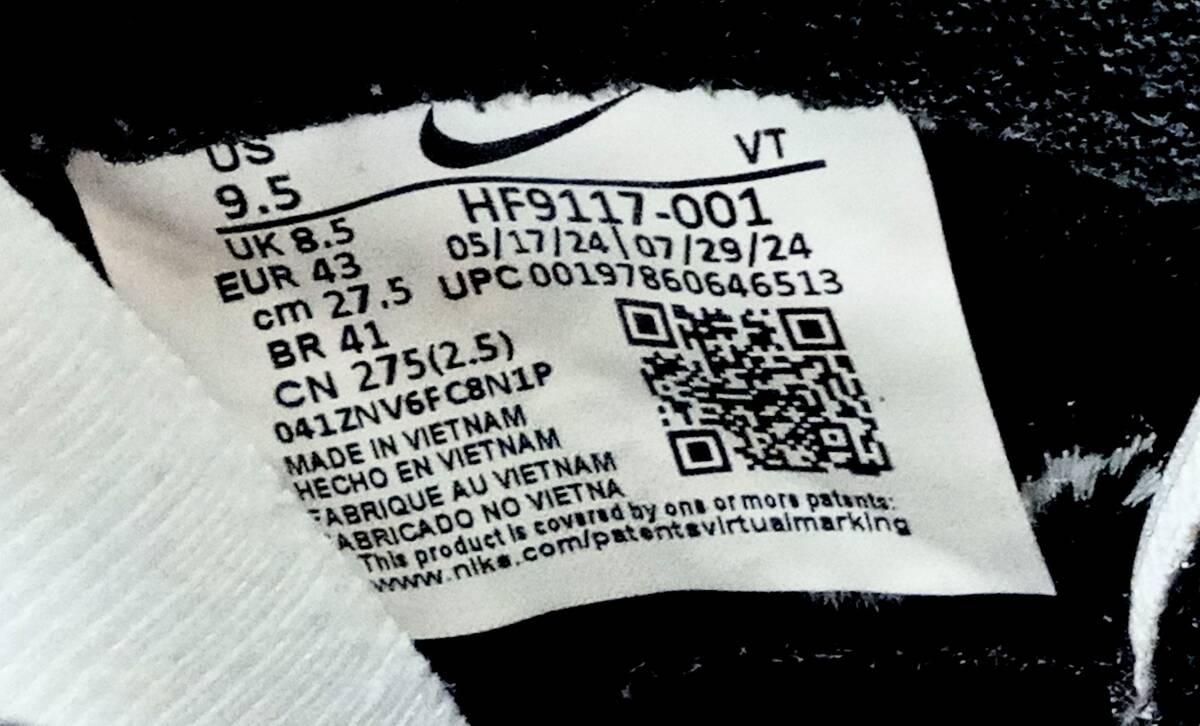 US
9.5
VT
UK 8.5
EUR 43
cm 27.5
BR 41
CN 275(2.5)
HF9117-001
05/17/24\07/29/24
UPC 00197860646513
041ZNV6FC8N1P
MADE IN VIETNAM
HECHO EN VIETNAM
FABRIQUE AU VIETNAM
FABRICADO NO VIETNA
This product is covered by one or more patents:
www.nike.com/patentsvirtualmarking